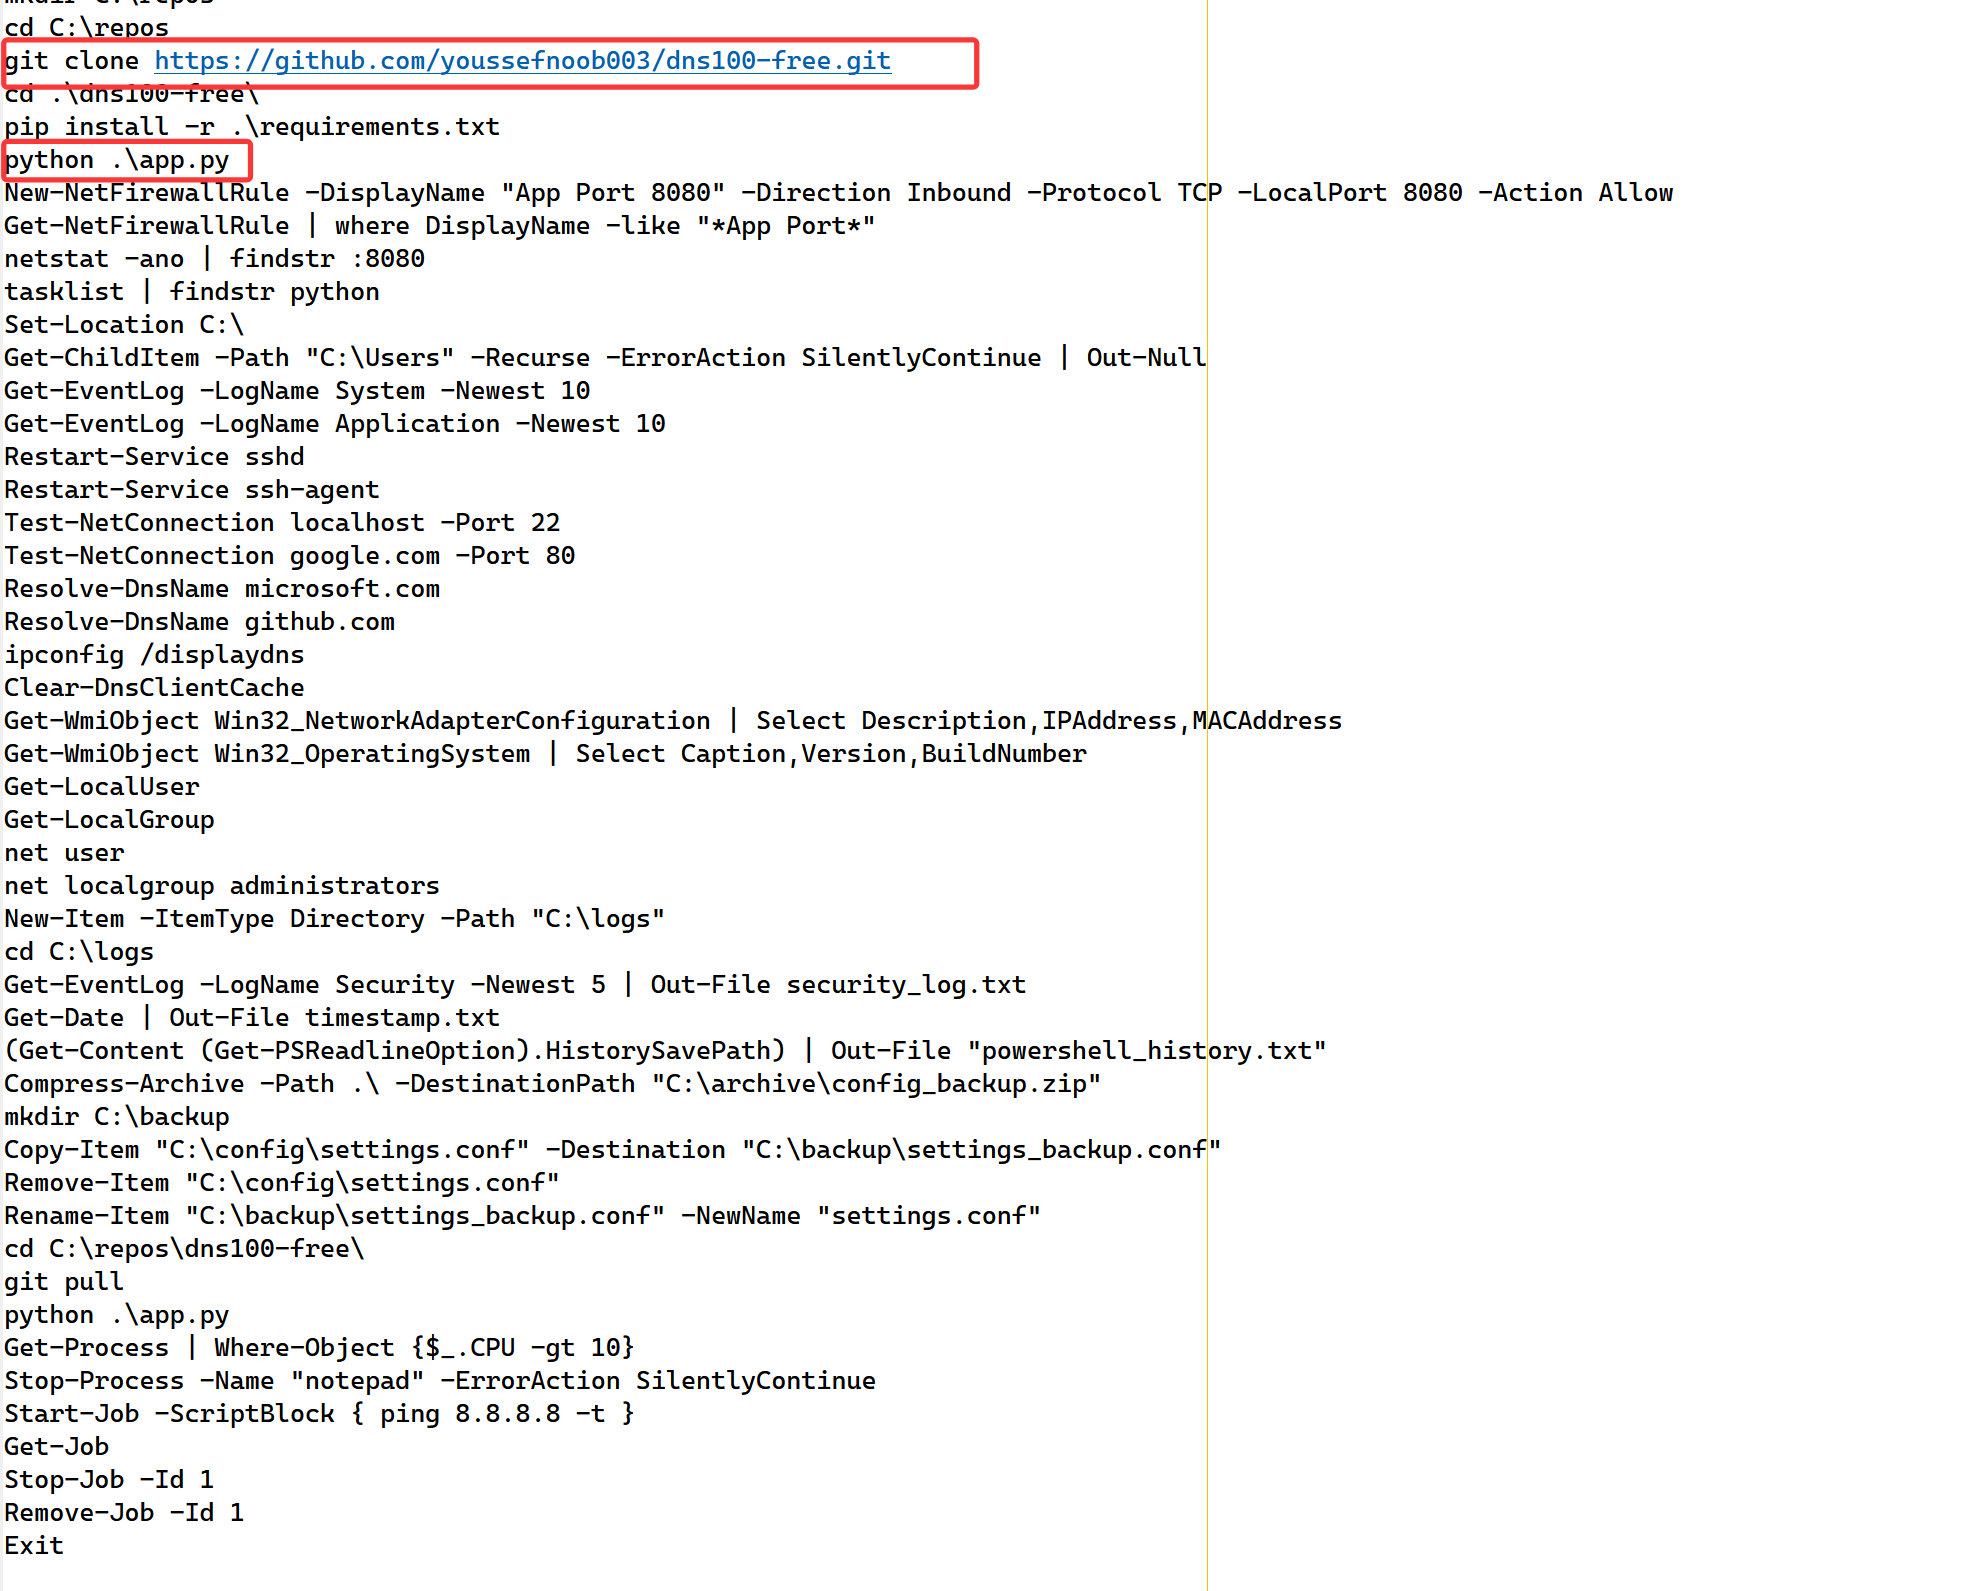 mkdir C:\repos
cd C:\repos
git clone https://github.com/youssefnoob003/dns100-free.git
cd .\dns100-free\
pip install -r .\requirements.txt
python .\app.py
New-NetFirewallRule -DisplayName "App Port 8080" -Direction Inbound -Protocol TCP -LocalPort 8080 -Action Allow
Get-NetFirewallRule | where DisplayName -like "*App Port*"
netstat -ano | findstr :8080
tasklist | findstr python
Set-Location C:\
Get-ChildItem -Path "C:\Users" -Recurse -ErrorAction SilentlyContinue | Out-Null
Get-EventLog -LogName System -Newest 10
Get-EventLog -LogName Application -Newest 10
Restart-Service sshd
Restart-Service ssh-agent
Test-NetConnection localhost -Port 22
Test-NetConnection google.com -Port 80
Resolve-DnsName microsoft.com
Resolve-DnsName github.com
ipconfig /displaydns
Clear-DnsClientCache
Get-WmiObject Win32_NetworkAdapterConfiguration | Select Description,IPAddress,MACAddress
Get-WmiObject Win32_OperatingSystem | Select Caption,Version,BuildNumber
Get-LocalUser
Get-LocalGroup
net user
net localgroup administrators
New-Item -ItemType Directory -Path "C:\logs"
cd C:\logs
Get-EventLog -LogName Security -Newest 5 | Out-File security_log.txt
Get-Date | Out-File timestamp.txt
(Get-Content (Get-PSReadlineOption).HistorySavePath) | Out-File "powershell_history.txt"
Compress-Archive -Path .\ -DestinationPath "C:\archive\config_backup.zip"
mkdir C:\backup
Copy-Item "C:\config\settings.conf" -Destination "C:\backup\settings_backup.conf"
Remove-Item "C:\config\settings.conf"
Rename-Item "C:\backup\settings_backup.conf" -NewName "settings.conf"
cd C:\repos\dns100-free\
git pull
python .\app.py
Get-Process | Where-Object {$_.CPU -gt 10}
Stop-Process -Name "notepad" -ErrorAction SilentlyContinue
Start-Job -ScriptBlock { ping 8.8.8.8 -t }
Get-Job
Stop-Job -Id 1
Remove-Job -Id 1
Exit